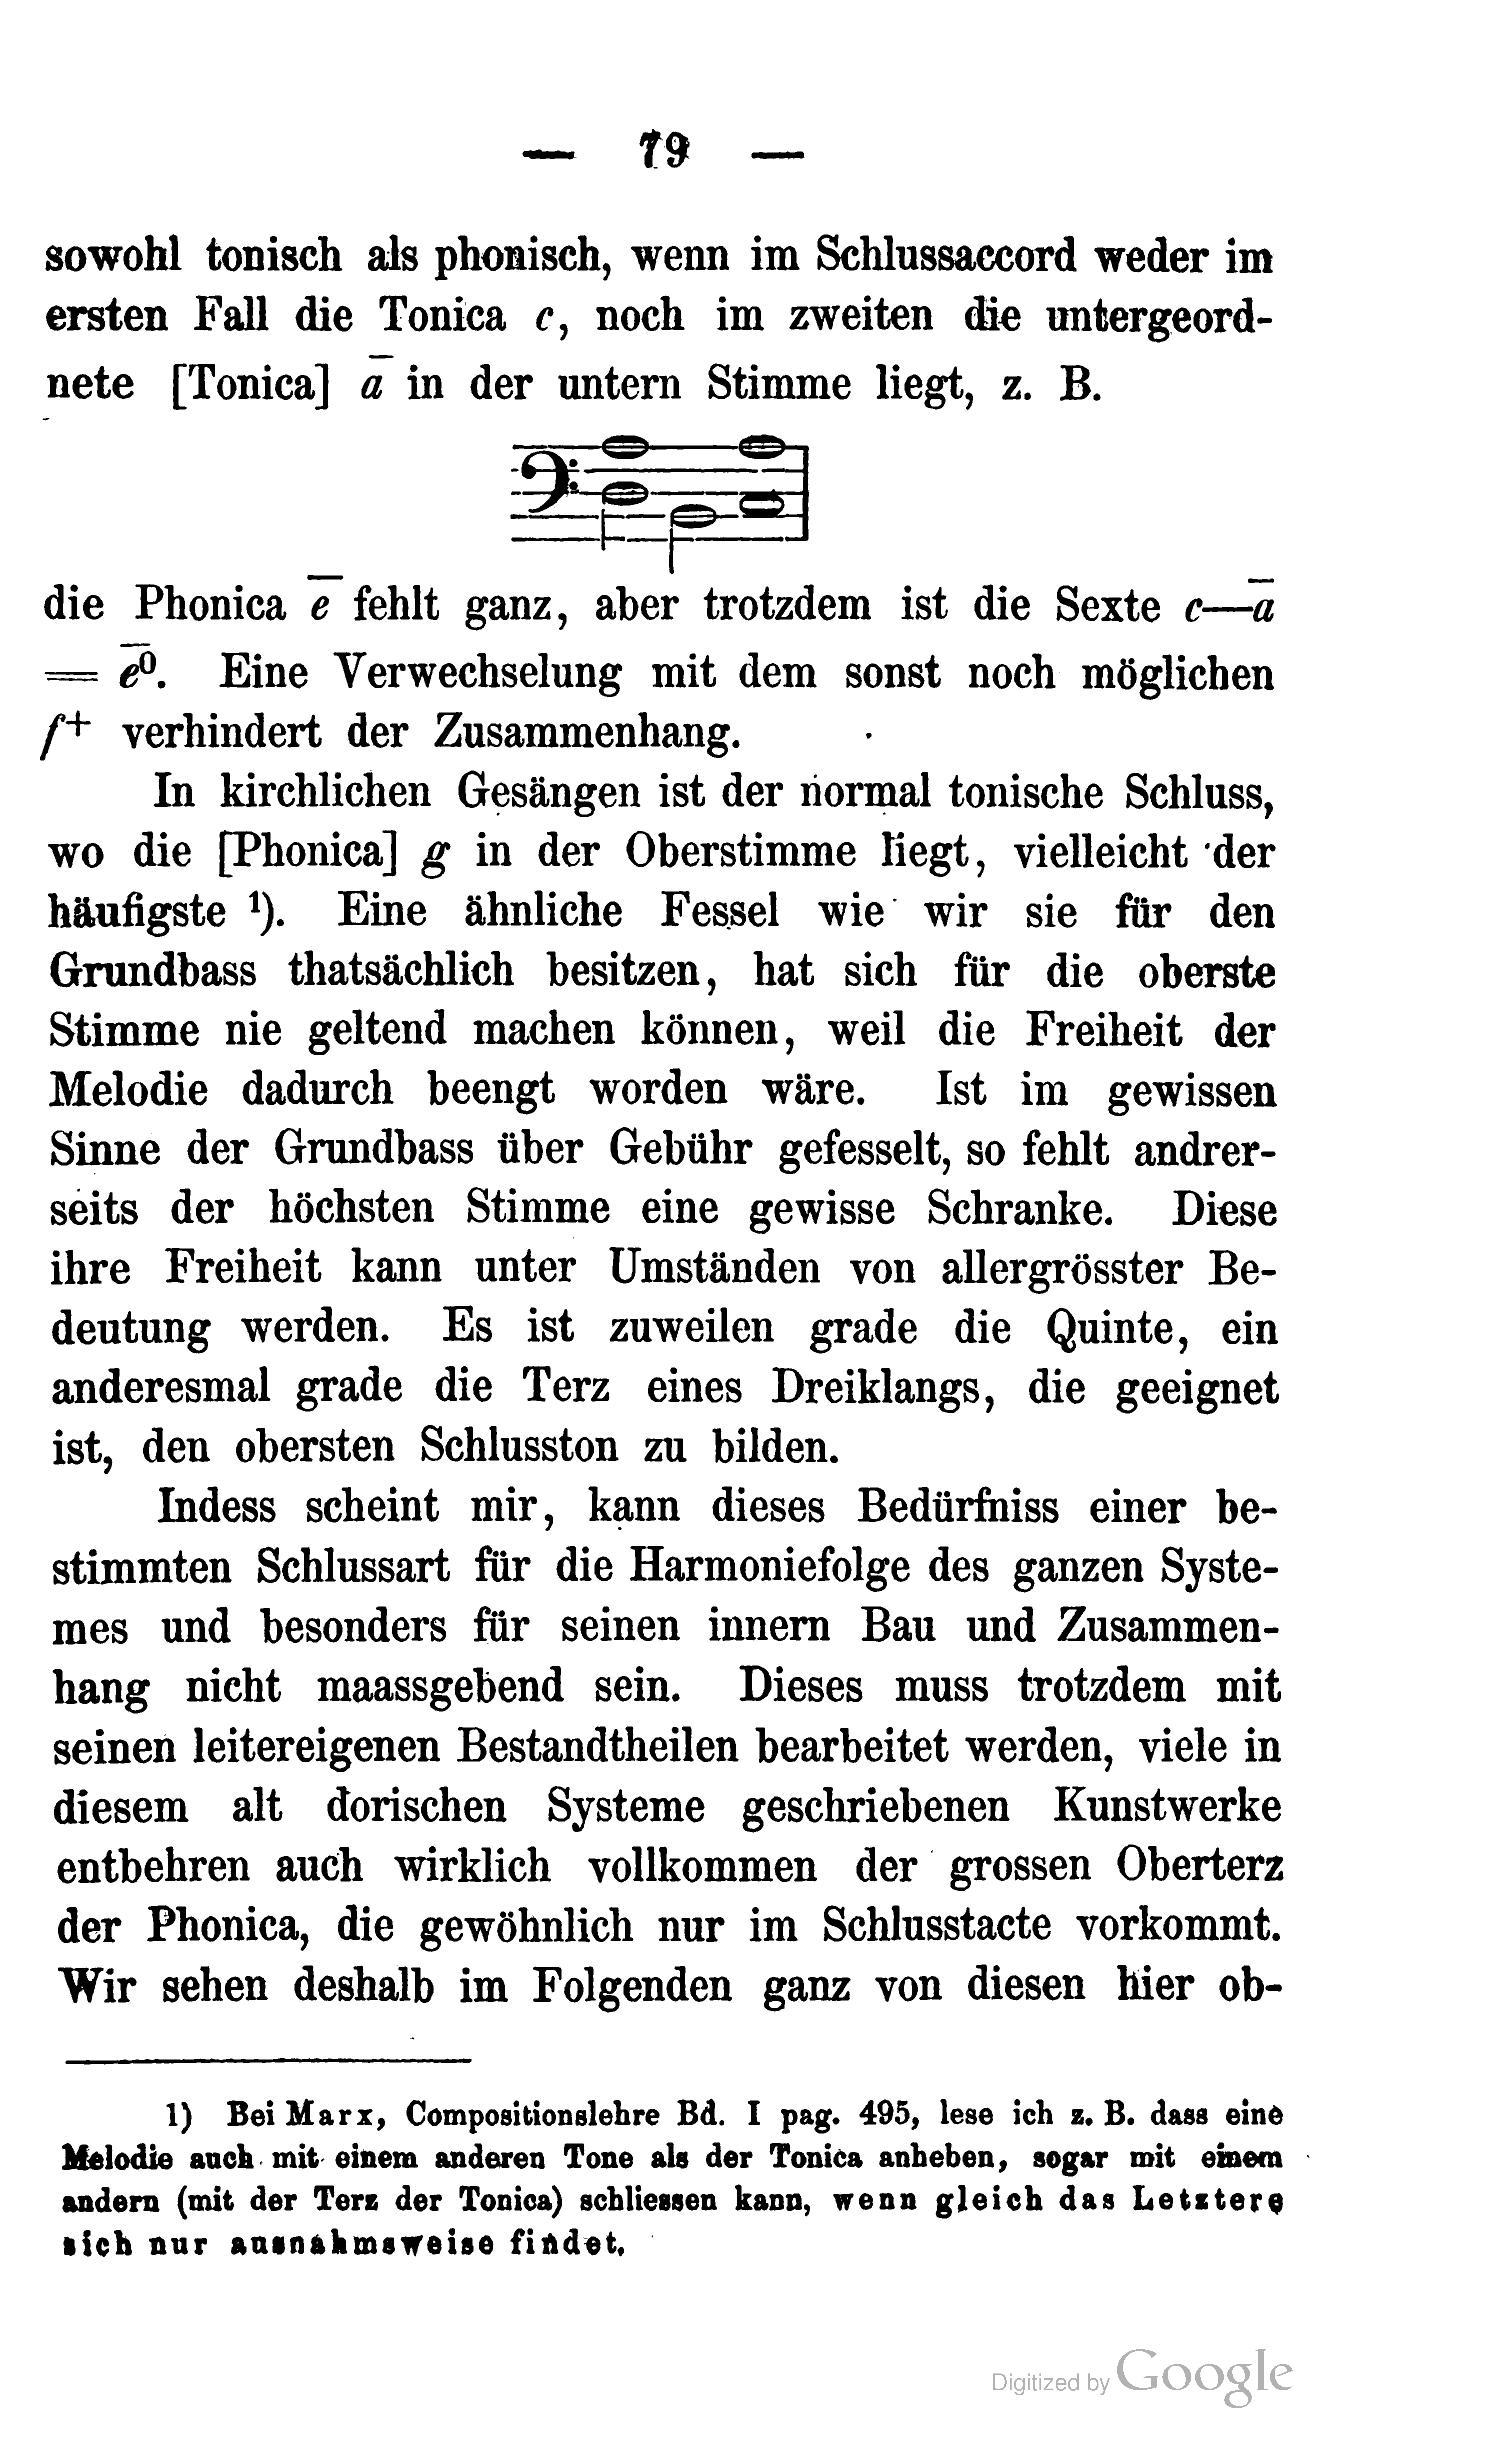 — 79 —
sowohl tonisch als phonisch, wenn im Schlussaccord weder im
ersten Fall die Tonica c, noch im zweiten die untergeord-
nete [Tonica] a̅ in der untern Stimme liegt, z. B.
die Phonica e̅ fehlt ganz, aber trotzdem ist die Sexte c—a̅
= e̅⁰. Eine Verwechselung mit dem sonst noch möglichen
f⁺ verhindert der Zusammenhang.
In kirchlichen Gesängen ist der normal tonische Schluss,
wo die [Phonica] g in der Oberstimme liegt, vielleicht der
häufigste ¹). Eine ähnliche Fessel wie wir sie für den
Grundbass thatsächlich besitzen, hat sich für die oberste
Stimme nie geltend machen können, weil die Freiheit der
Melodie dadurch beengt worden wäre. Ist im gewissen
Sinne der Grundbass über Gebühr gefesselt, so fehlt andrer-
seits der höchsten Stimme eine gewisse Schranke. Diese
ihre Freiheit kann unter Umständen von allergrösster Be-
deutung werden. Es ist zuweilen grade die Quinte, ein
anderesmal grade die Terz eines Dreiklangs, die geeignet
ist, den obersten Schlusston zu bilden.
Indess scheint mir, kann dieses Bedürfniss einer be-
stimmten Schlussart für die Harmoniefolge des ganzen Syste-
mes und besonders für seinen innern Bau und Zusammen-
hang nicht maassgebend sein. Dieses muss trotzdem mit
seinen leitereigenen Bestandtheilen bearbeitet werden, viele in
diesem alt dorischen Systeme geschriebenen Kunstwerke
entbehren auch wirklich vollkommen der grossen Oberterz
der Phonica, die gewöhnlich nur im Schlusstacte vorkommt.
Wir sehen deshalb im Folgenden ganz von diesen hier ob-
1) Bei Marx, Compositionslehre Bd. I pag. 495, lese ich z. B. dass eine
Melodie auch mit einem anderen Tone als der Tonica anheben, sogar mit einem
andern (mit der Terz der Tonica) schliessen kann, wenn gleich das Letztere
sich nur ausnahmsweise findet.
Digitized by Google